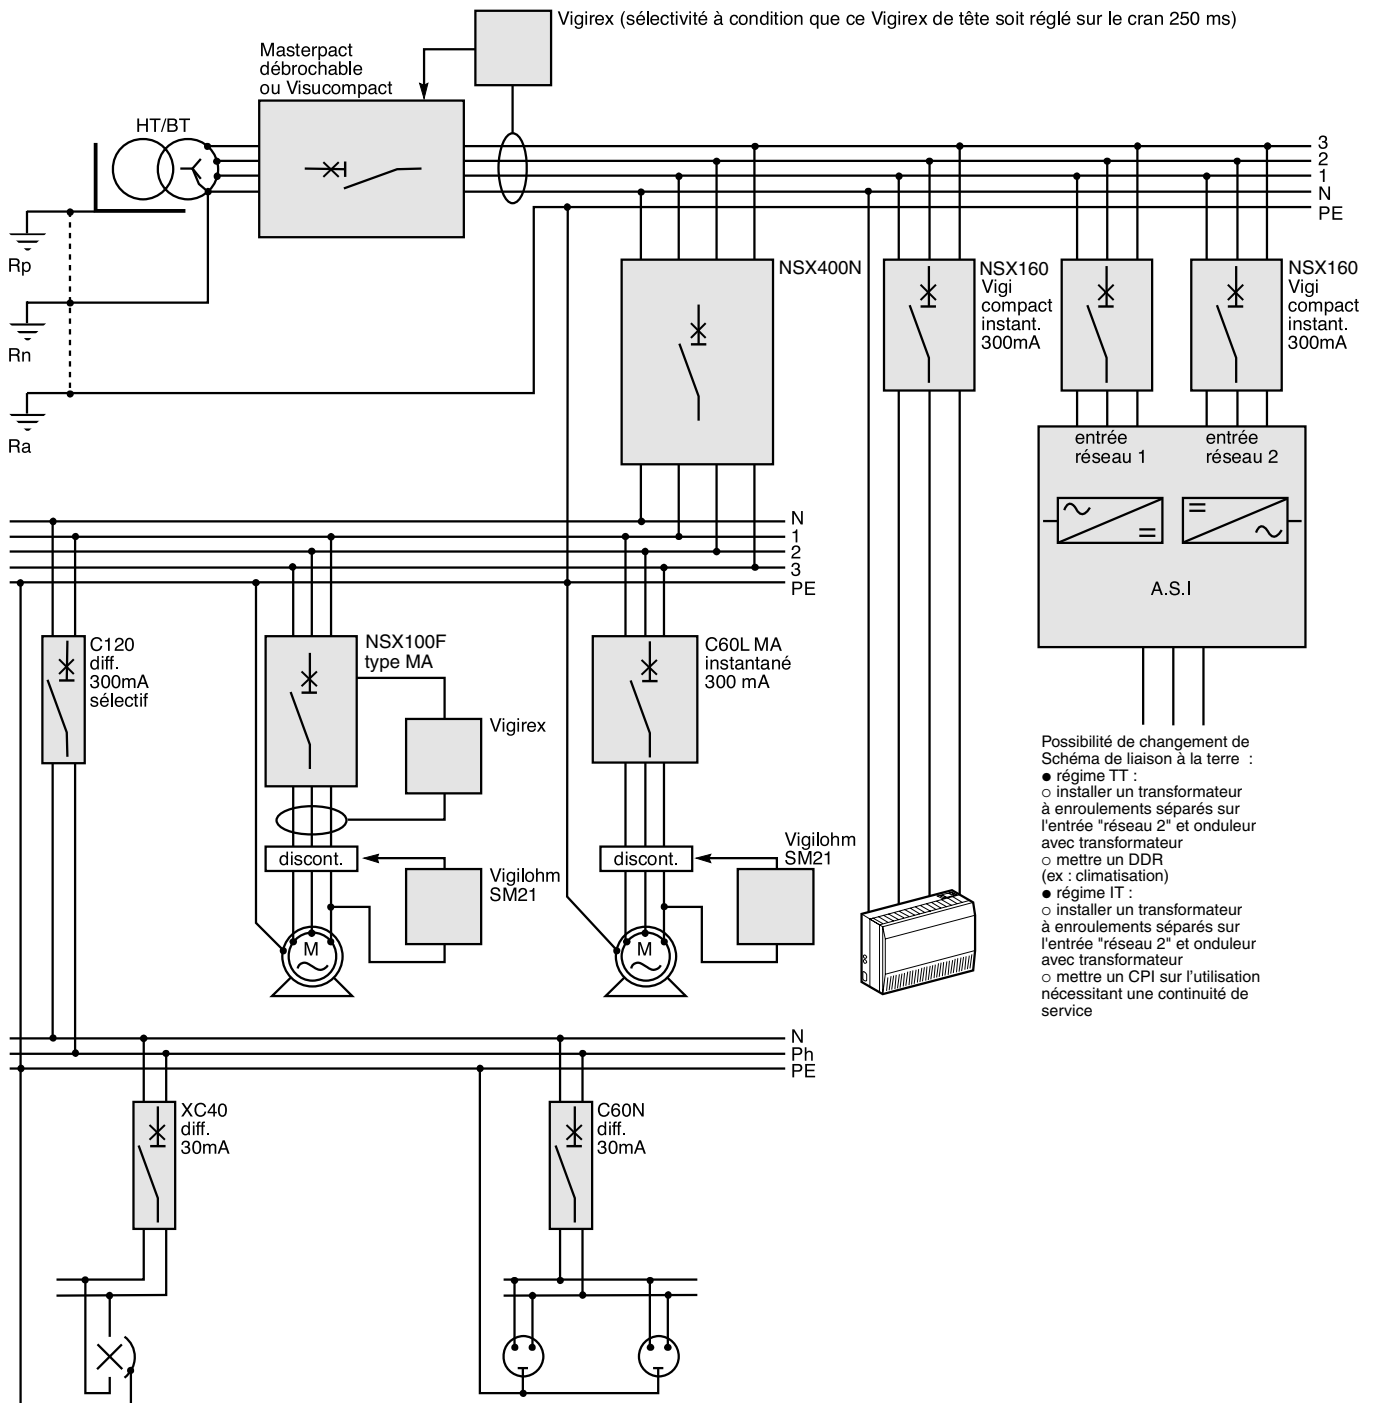 Vigirex (sélectivité à condition que ce Vigirex de tête soit réglé sur le cran 250 ms)
Masterpact
débrochable
ou Visucompact
HT/BT
3
2
1
N
PE
Rp
Rn
Ra
NSX400N
NSX160
Vigi
compact
instant.
300mA
NSX160
Vigi
compact
instant.
300mA
entrée
réseau 1
entrée
réseau 2
A.S.I
N
1
2
3
PE
C120
diff.
300mA
sélectif
NSX100F
type MA
Vigirex
C60L MA
instantané
300 mA
discont.
Vigilohm
SM21
discont.
Vigilohm
SM21
M
M
Possibilité de changement de
Schéma de liaison à la terre :
● régime TT :
○ installer un transformateur
à enroulements séparés sur
l'entrée "réseau 2" et onduleur
avec transformateur
○ mettre un DDR
(ex : climatisation)
● régime IT :
○ installer un transformateur
à enroulements séparés sur
l'entrée "réseau 2" et onduleur
avec transformateur
○ mettre un CPI sur l'utilisation
nécessitant une continuité de
service
N
Ph
PE
XC40
diff.
30mA
C60N
diff.
30mA